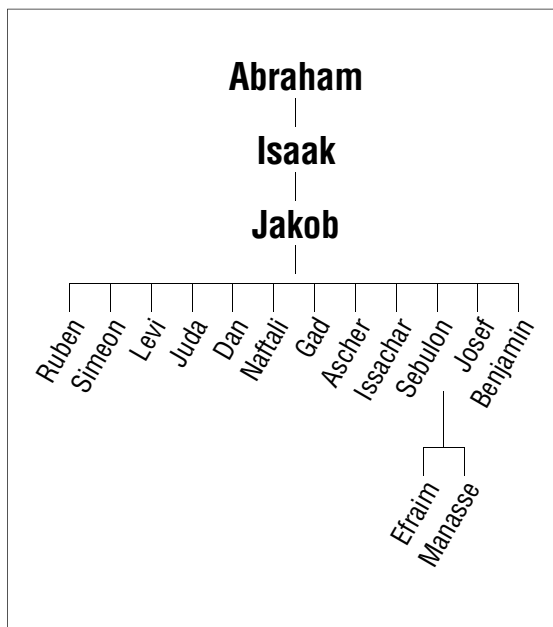 Abraham
Isaak
Jakob
Ruben
Simeon
Levi
Juda
Dan
Naftali
Gad
Ascher
Issachar
Sebulon
Josef
Benjamin
Efraim
Manasse